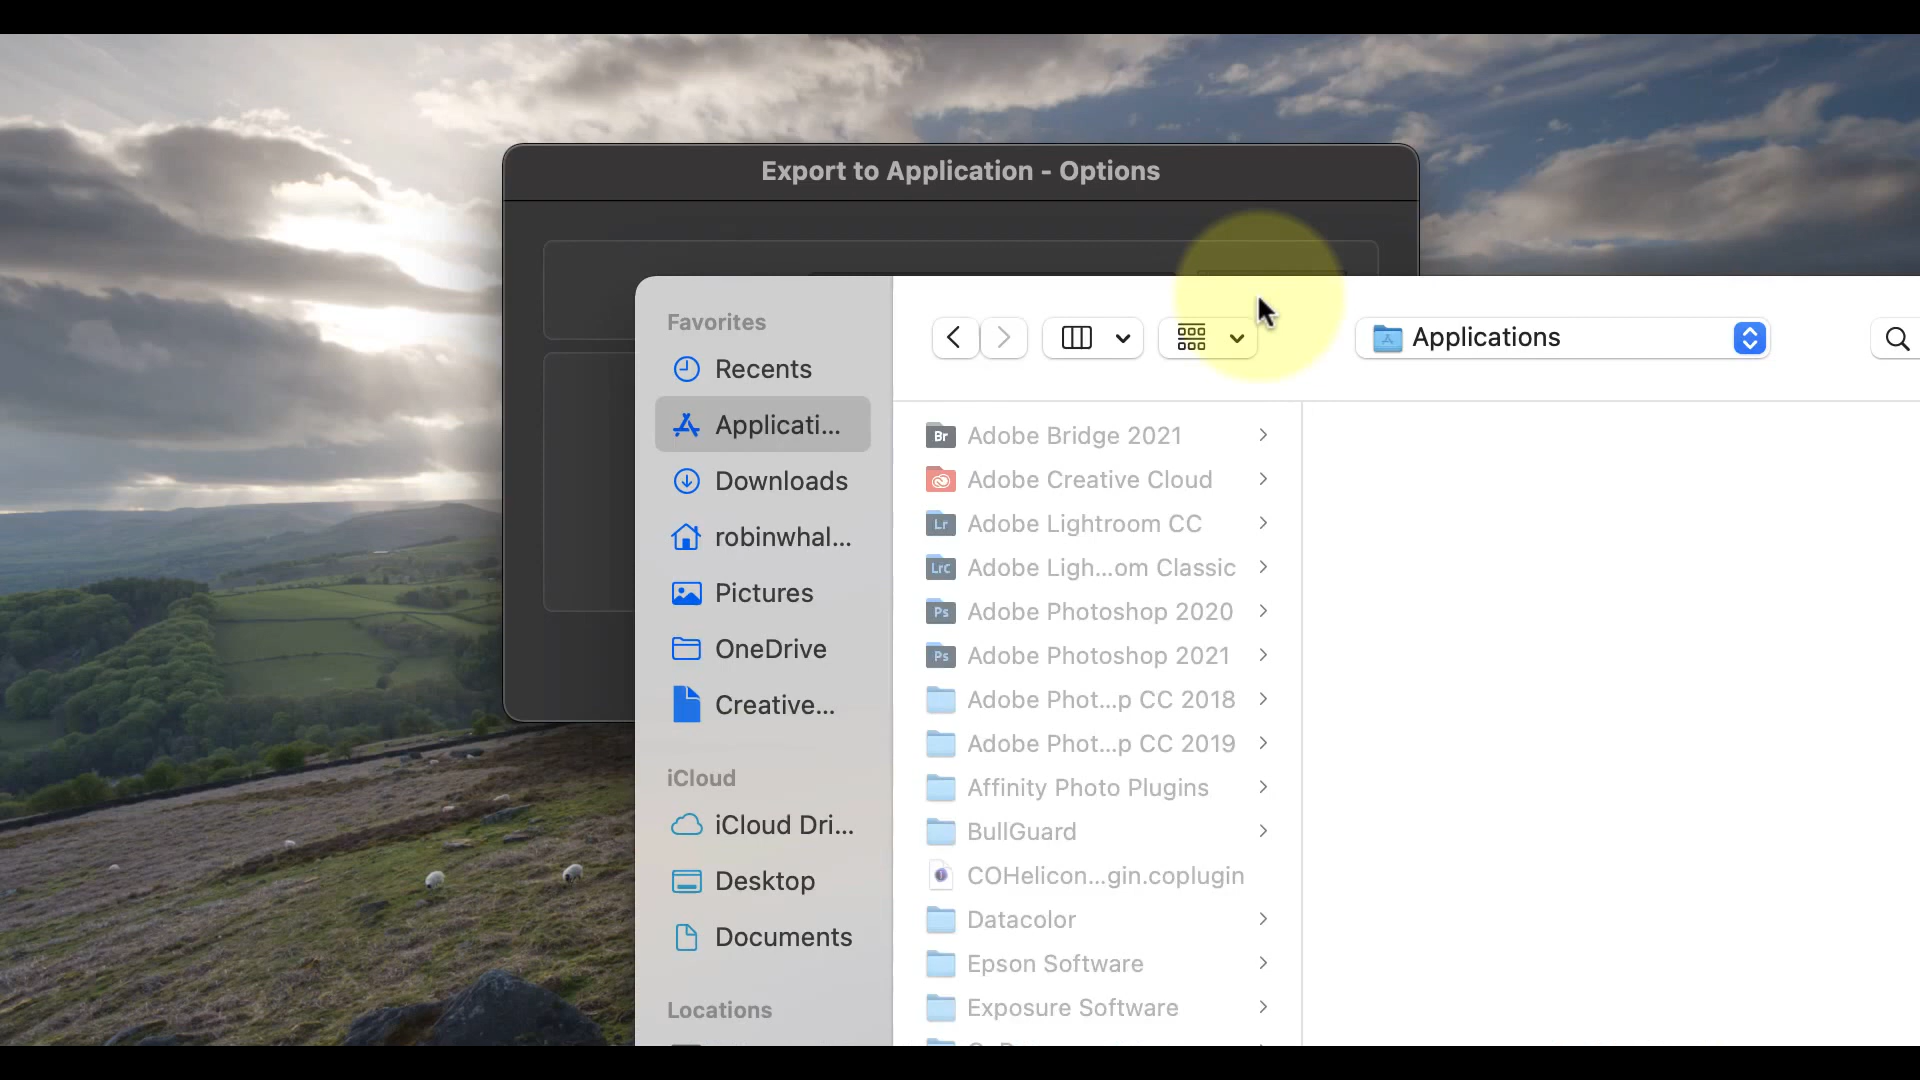 Export to Application - Options
Favorites
Recents
Applicati...
Downloads
robinwhal...
Pictures
OneDrive
Creative...
iCloud
iCloud Dri...
Desktop
Documents
Locations
Applications
Br Adobe Bridge 2021
Adobe Creative Cloud
Lr Adobe Lightroom CC
LrC Adobe Ligh...om Classic
Ps Adobe Photoshop 2020
Ps Adobe Photoshop 2021
Adobe Phot...p CC 2018
Adobe Phot...p CC 2019
Affinity Photo Plugins
BullGuard
COHelicon...gin.coplugin
Datacolor
Epson Software
Exposure Software